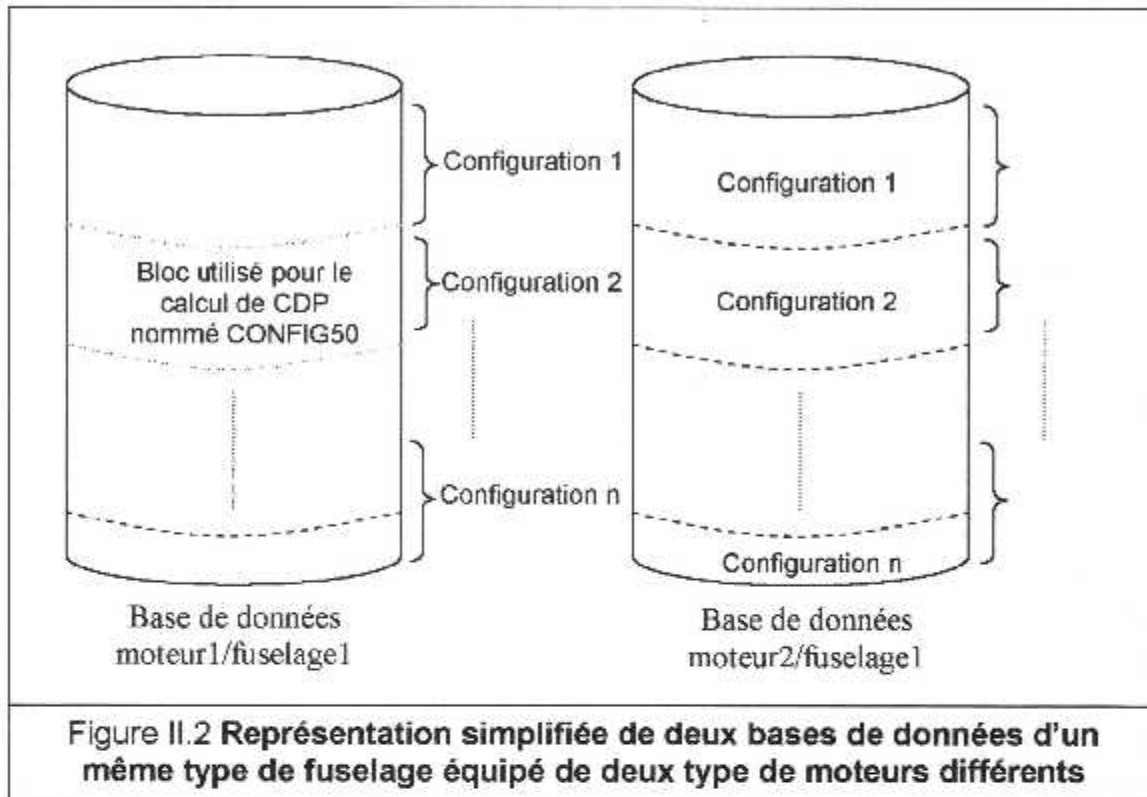 Configuration 1
Configuration 1
Bloc utilisé pour le
calcul de CDP
nommé CONFIG50
Configuration 2
Configuration 2
Configuration n
Configuration n
Base de données
moteur1/fuselage1
Base de données
moteur2/fuselage1
Figure II.2 Représentation simplifiée de deux bases de données d'un
même type de fuselage équipé de deux type de moteurs différents